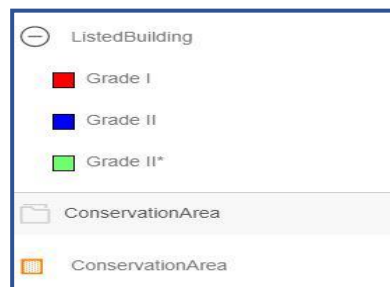 ListedBuilding
Grade I
Grade II
Grade II*
ConservationArea
ConservationArea